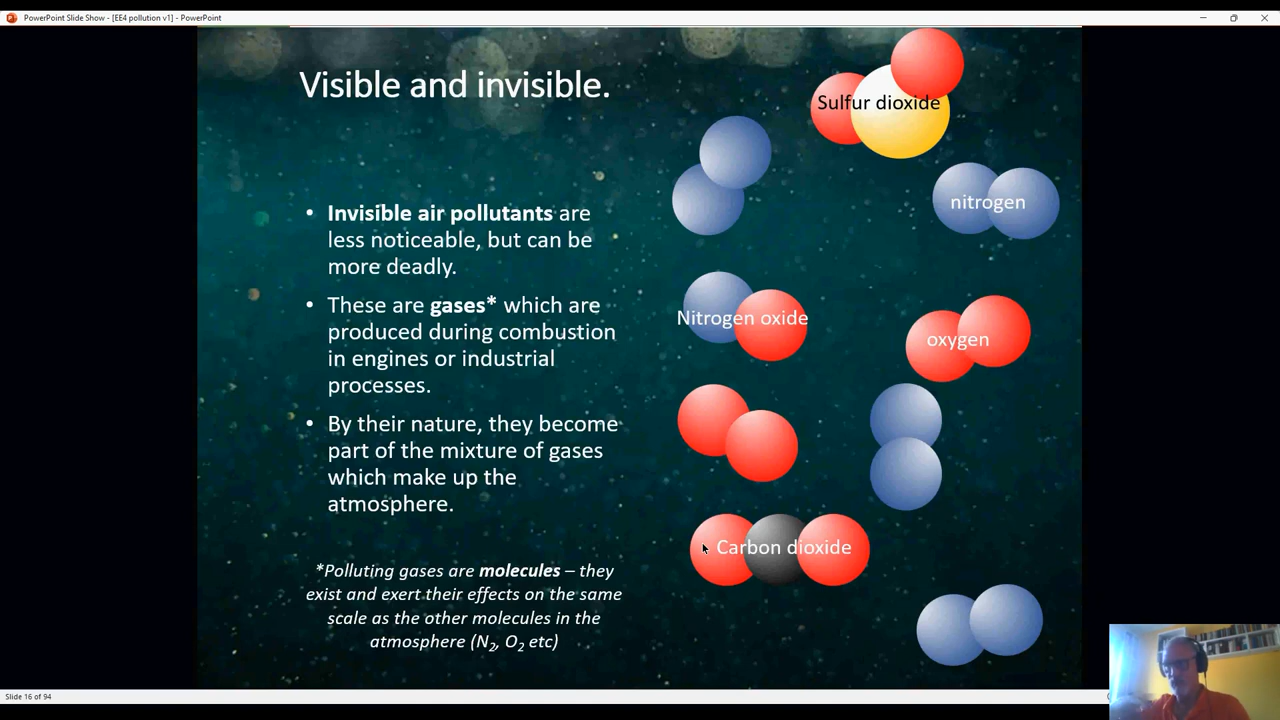 PowerPoint Slide Show - [EE4 pollution v1] - PowerPoint
Visible and invisible.
• Invisible air pollutants are
less noticeable, but can be
more deadly.
• These are gases* which are
produced during combustion
in engines or industrial
processes.
• By their nature, they become
part of the mixture of gases
which make up the
atmosphere.
*Polluting gases are molecules – they
exist and exert their effects on the same
scale as the other molecules in the
atmosphere (N2, O2 etc)
Sulfur dioxide
nitrogen
Nitrogen oxide
oxygen
Carbon dioxide
Slide 16 of 94